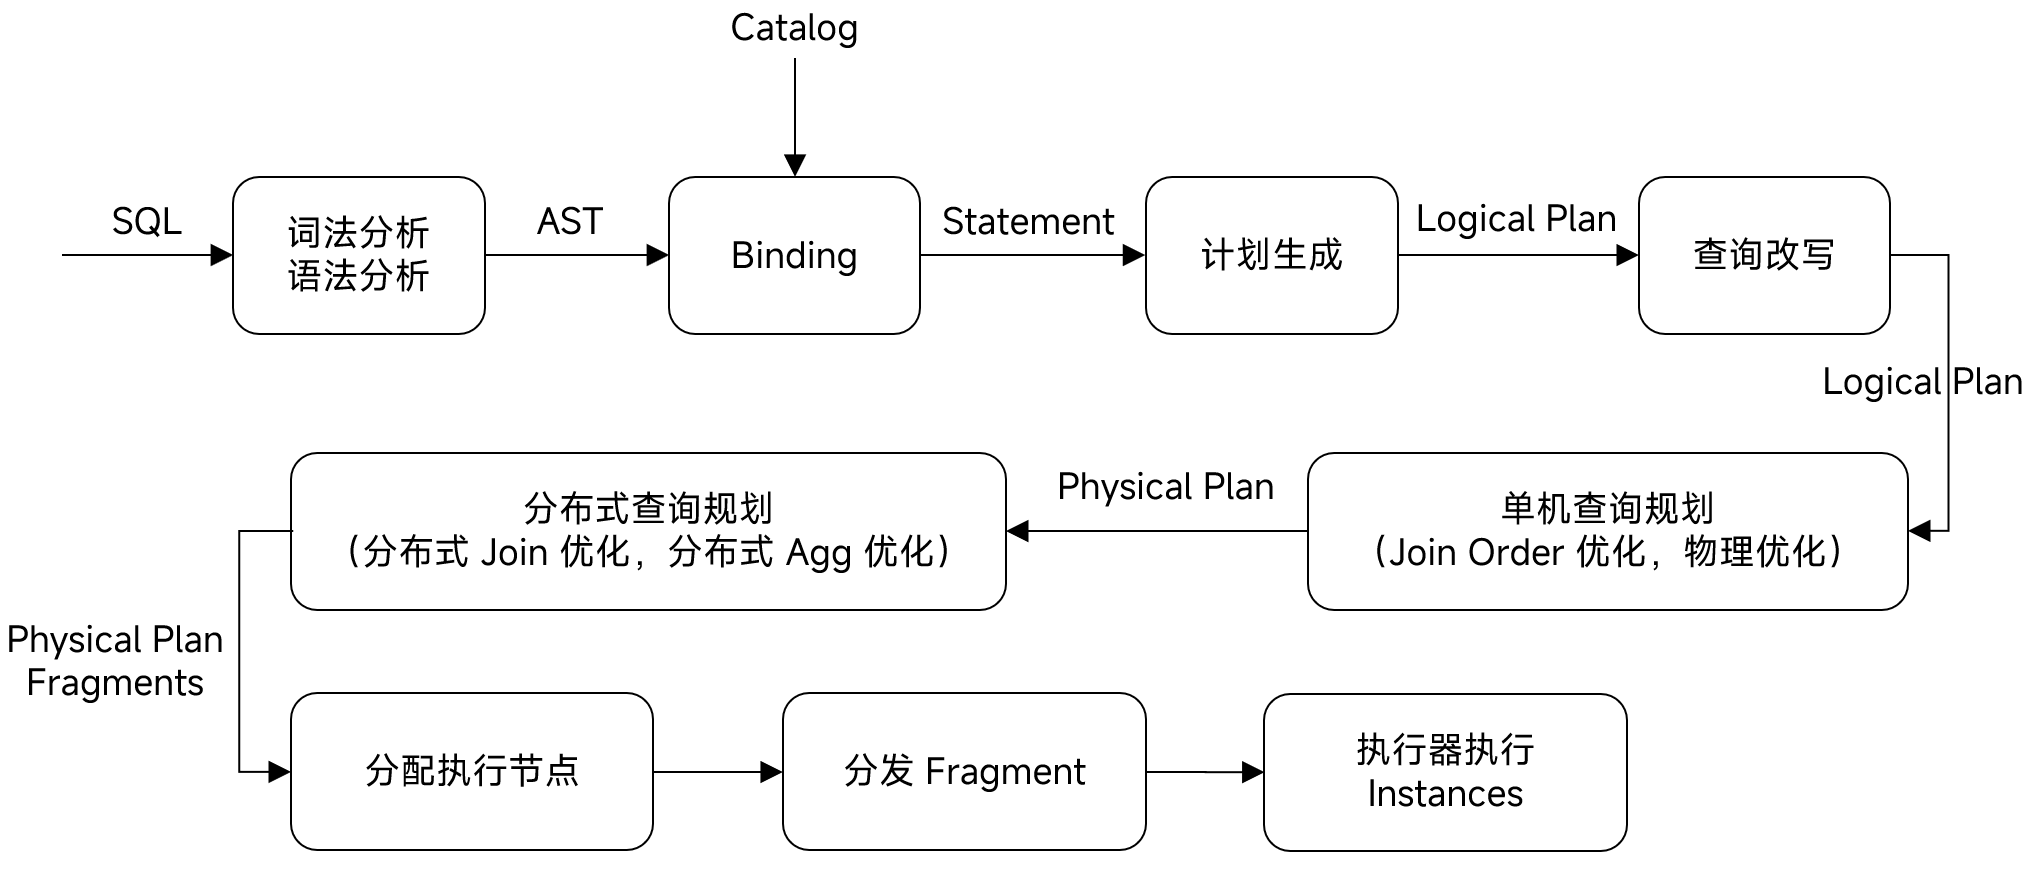 Catalog
SQL
词法分析
语法分析
AST
Binding
Statement
计划生成
Logical Plan
查询改写
Logical Plan
单机查询规划
（Join Order 优化，物理优化）
Physical Plan
分布式查询规划
（分布式 Join 优化，分布式 Agg 优化）
Physical Plan
Fragments
分配执行节点
分发 Fragment
执行器执行
Instances